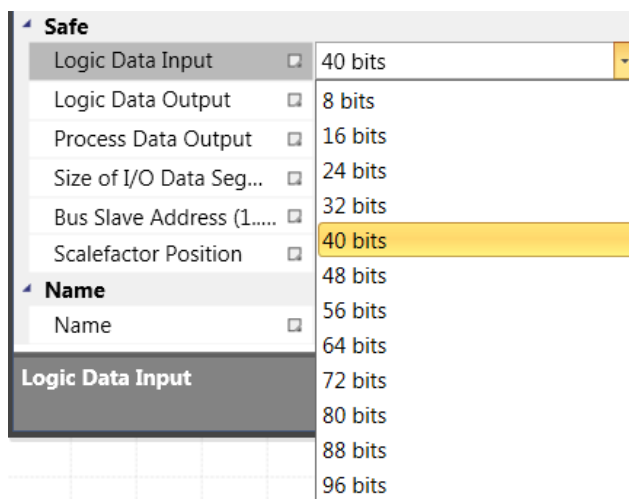 Safe
Logic Data Input 40 bits
Logic Data Output 8 bits
Process Data Output 16 bits
Size of I/O Data Seg... 24 bits
Bus Slave Address (1..... 32 bits
Scalefactor Position 40 bits
Name 48 bits
Name 56 bits
64 bits
Logic Data Input 72 bits
80 bits
88 bits
96 bits